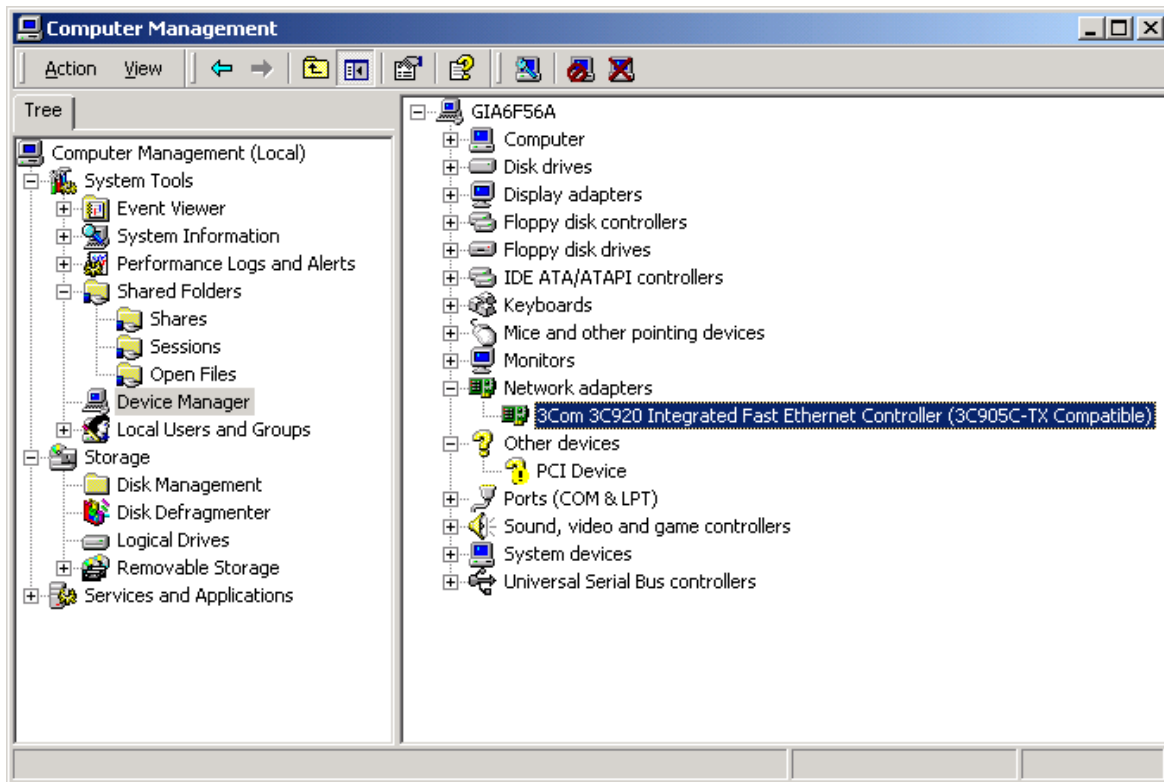 Computer Management
Action View
Tree
Computer Management (Local)
System Tools
Event Viewer
System Information
Performance Logs and Alerts
Shared Folders
Shares
Sessions
Open Files
Device Manager
Local Users and Groups
Storage
Disk Management
Disk Defragmenter
Logical Drives
Removable Storage
Services and Applications
GIA6F56A
Computer
Disk drives
Display adapters
Floppy disk controllers
Floppy disk drives
IDE ATA/ATAPI controllers
Keyboards
Mice and other pointing devices
Monitors
Network adapters
3Com 3C920 Integrated Fast Ethernet Controller (3C905C-TX Compatible)
Other devices
PCI Device
Ports (COM & LPT)
Sound, video and game controllers
System devices
Universal Serial Bus controllers